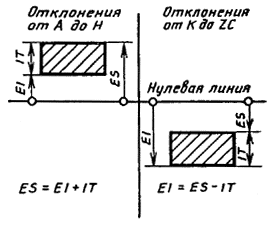 Отклонения
от А до Н
Отклонения
от К до ZC
IT
EI
ES
Нулевая линия
EI
ES
IT
ES = EI + IT
EI = ES - IT